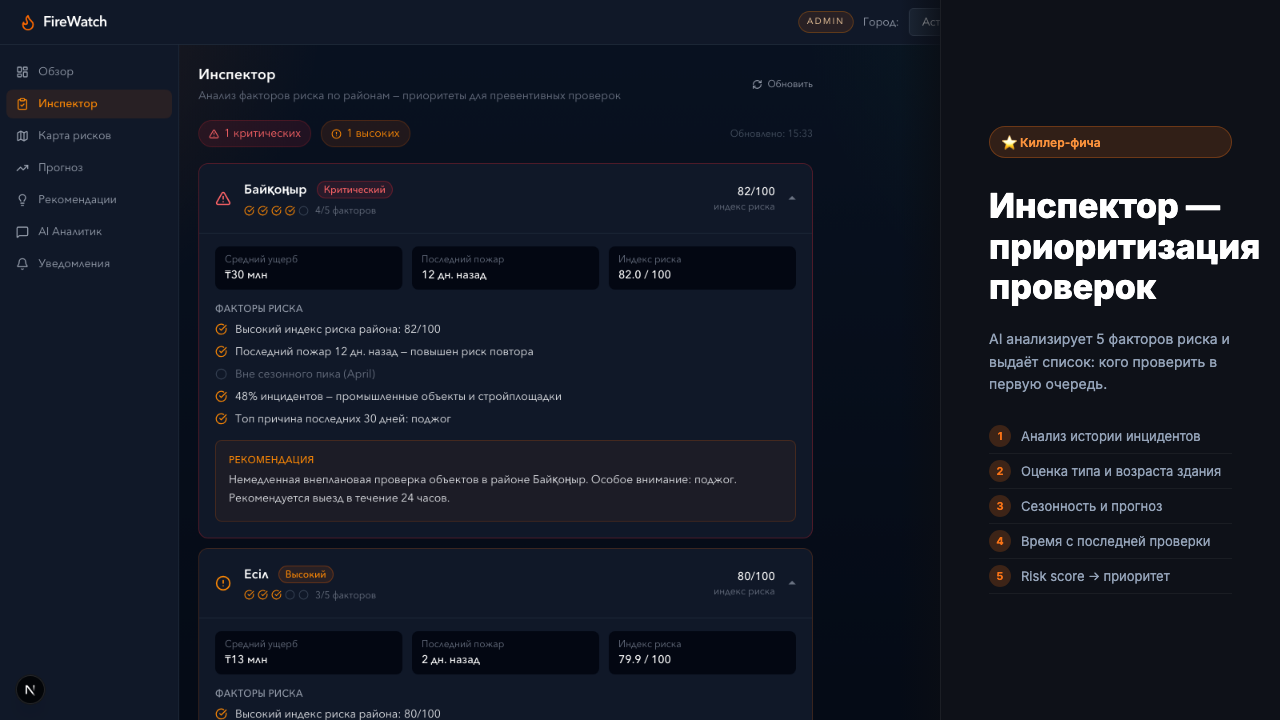 FireWatch
ADMIN
Город:
Аст
Обзор
Инспектор
Карта рисков
Прогноз
Рекомендации
AI Аналитик
Уведомления
N
Инспектор
Анализ факторов риска по районам — приоритеты для превентивных проверок
Обновить
1 критических
1 высоких
Обновлено: 15:33
Байқоңыр
Критический
4/5 факторов
82/100
индекс риска
Средний ущерб
₸30 млн
Последний пожар
12 дн. назад
Индекс риска
82.0 / 100
ФАКТОРЫ РИСКА
Высокий индекс риска района: 82/100
Последний пожар 12 дн. назад — повышен риск повтора
Вне сезонного пика (April)
48% инцидентов — промышленные объекты и стройплощадки
Топ причина последних 30 дней: поджог
РЕКОМЕНДАЦИЯ
Немедленная внеплановая проверка объектов в районе Байқоңыр. Особое внимание: поджог.
Рекомендуется выезд в течение 24 часов.
Есіл
Высокий
3/5 факторов
80/100
индекс риска
Средний ущерб
₸13 млн
Последний пожар
2 дн. назад
Индекс риска
79.9 / 100
ФАКТОРЫ РИСКА
Высокий индекс риска района: 80/100
Киллер-фича
Инспектор —
приоритизация
проверок
AI анализирует 5 факторов риска и
выдаёт список: кого проверить в
первую очередь.
1 Анализ истории инцидентов
2 Оценка типа и возраста здания
3 Сезонность и прогноз
4 Время с последней проверки
5 Risk score → приоритет